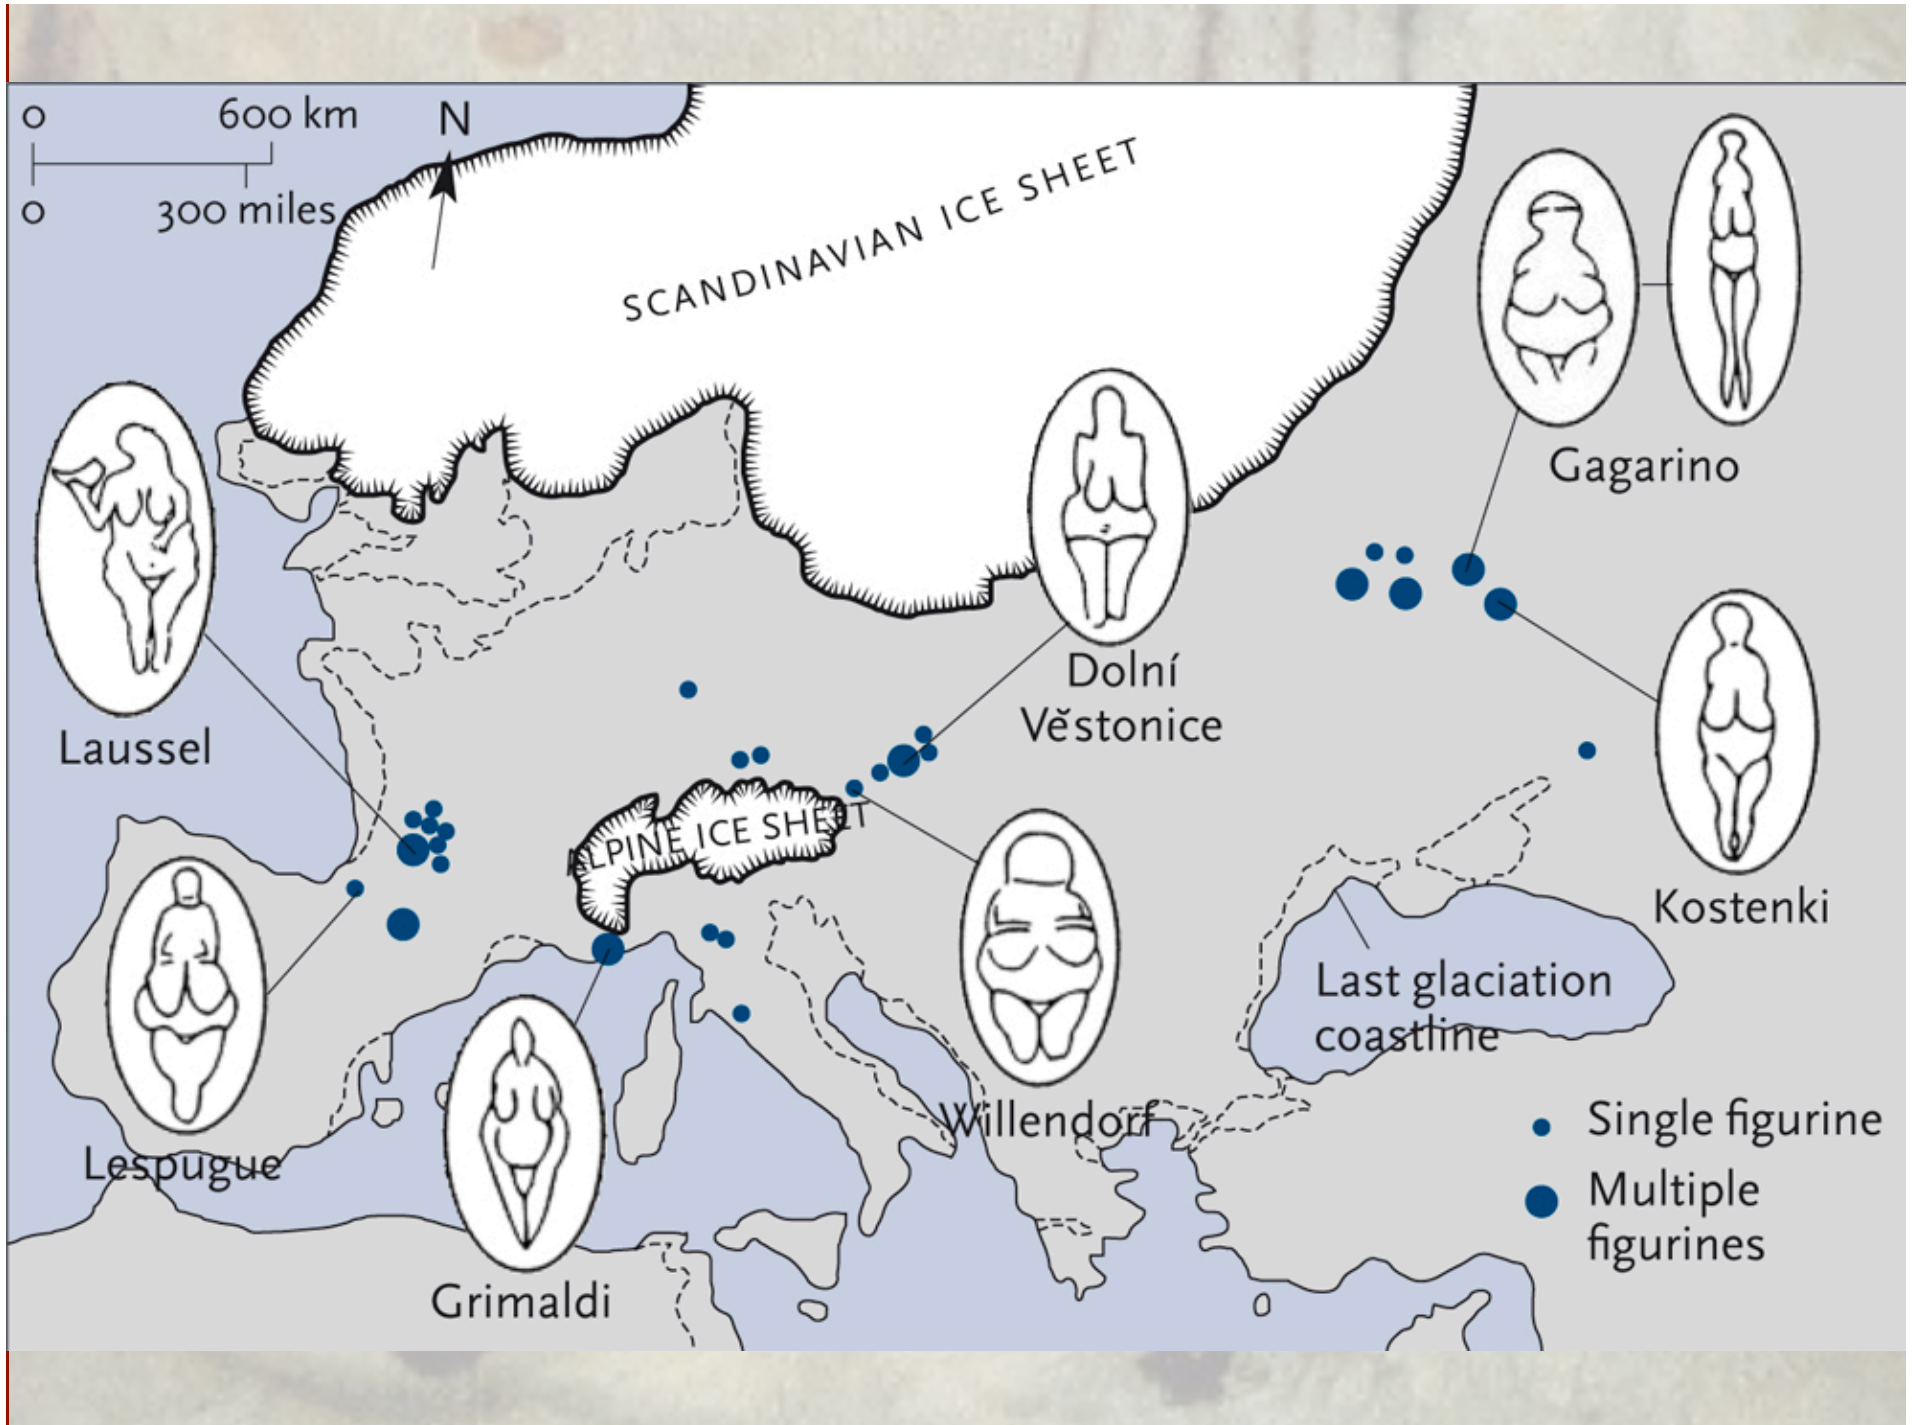 0
600 km
N
0
300 miles
SCANDINAVIAN ICE SHEET
Gagarino
Laussel
Dolní
Věstonice
ALPINE ICE SHEET
Kostenki
Last glaciation
coastline
Willendorf
Single figurine
Lespugue
Multiple
figurines
Grimaldi